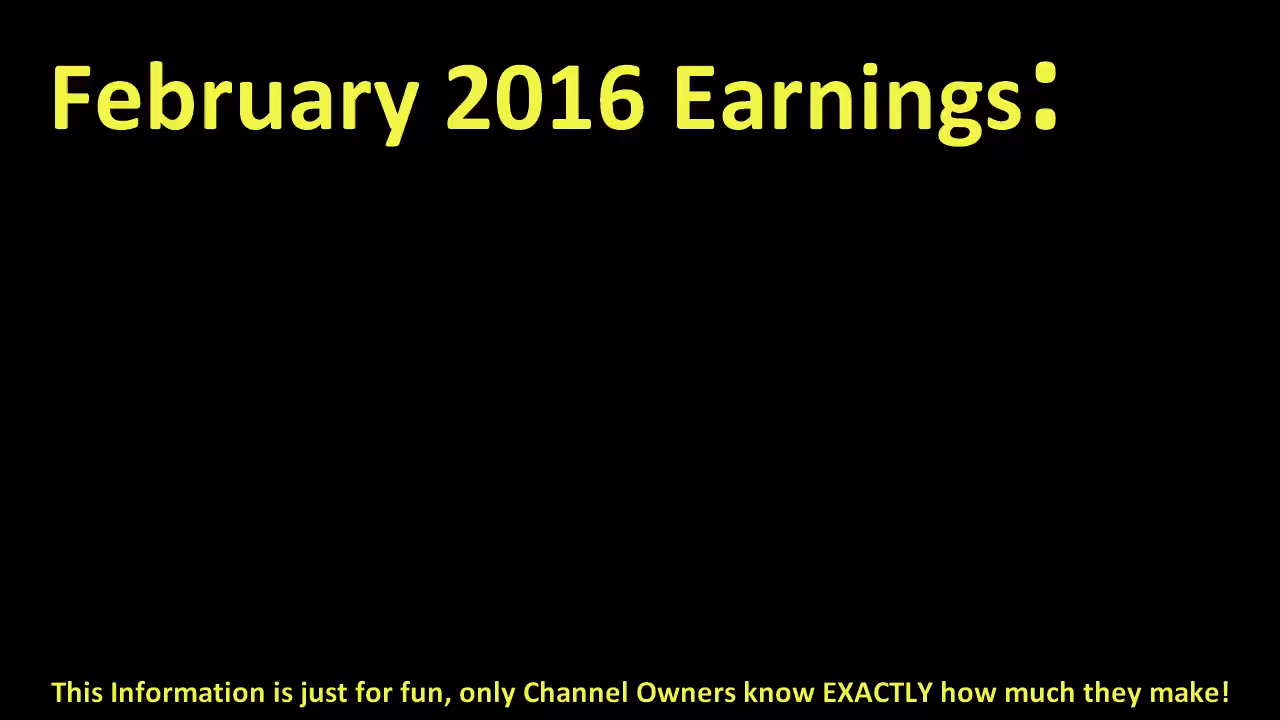 February 2016 Earnings:
This Information is just for fun, only Channel Owners know EXACTLY how much they make!